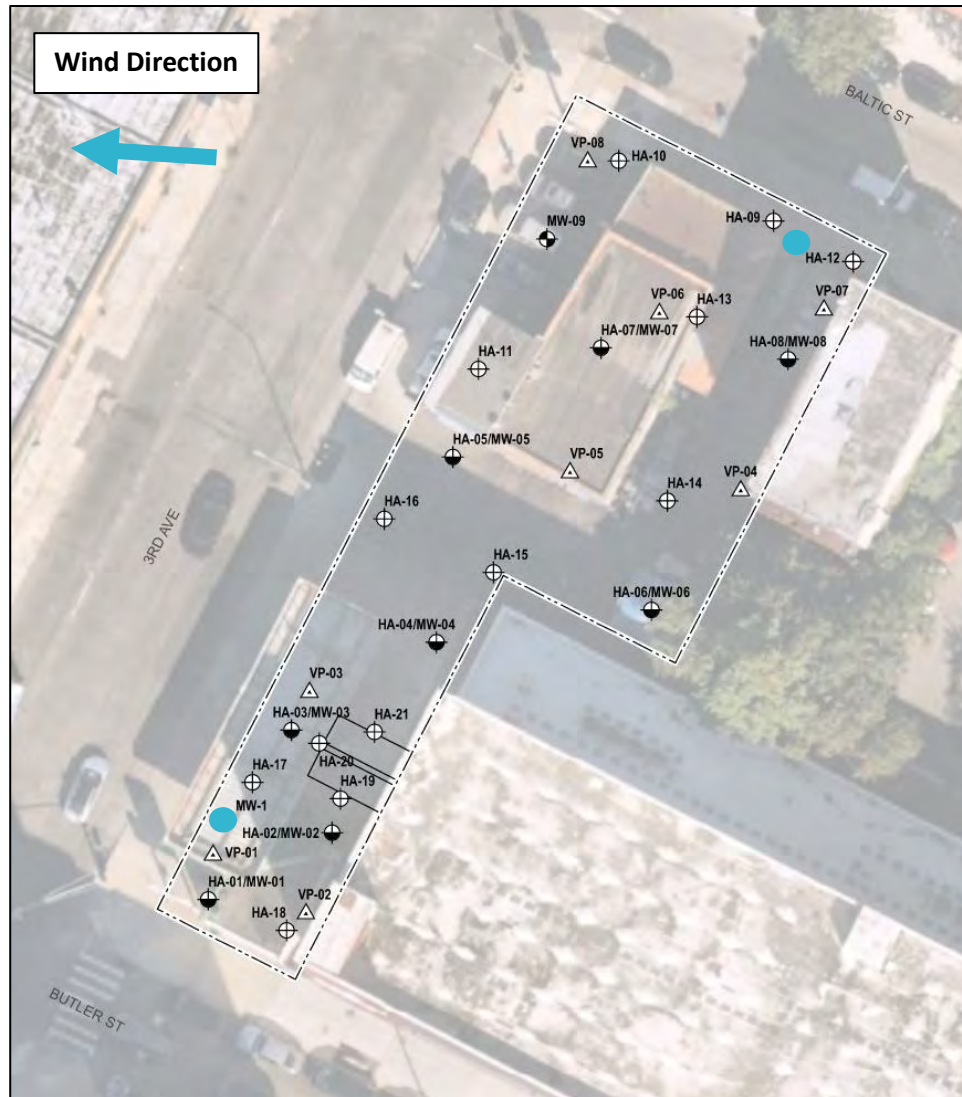 Wind Direction
BALTIC ST
VP-08
HA-10
HA-09
MW-09
HA-12
VP-06
HA-13
VP-07
HA-07/MW-07
HA-08/MW-08
HA-11
HA-05/MW-05
VP-05
HA-14
VP-04
HA-16
3RD AVE
HA-15
HA-06/MW-06
HA-04/MW-04
VP-03
HA-03/MW-03
HA-21
HA-20
HA-17
HA-19
MW-1
HA-02/MW-02
VP-01
HA-01/MW-01
VP-02
HA-18
BUTLER ST